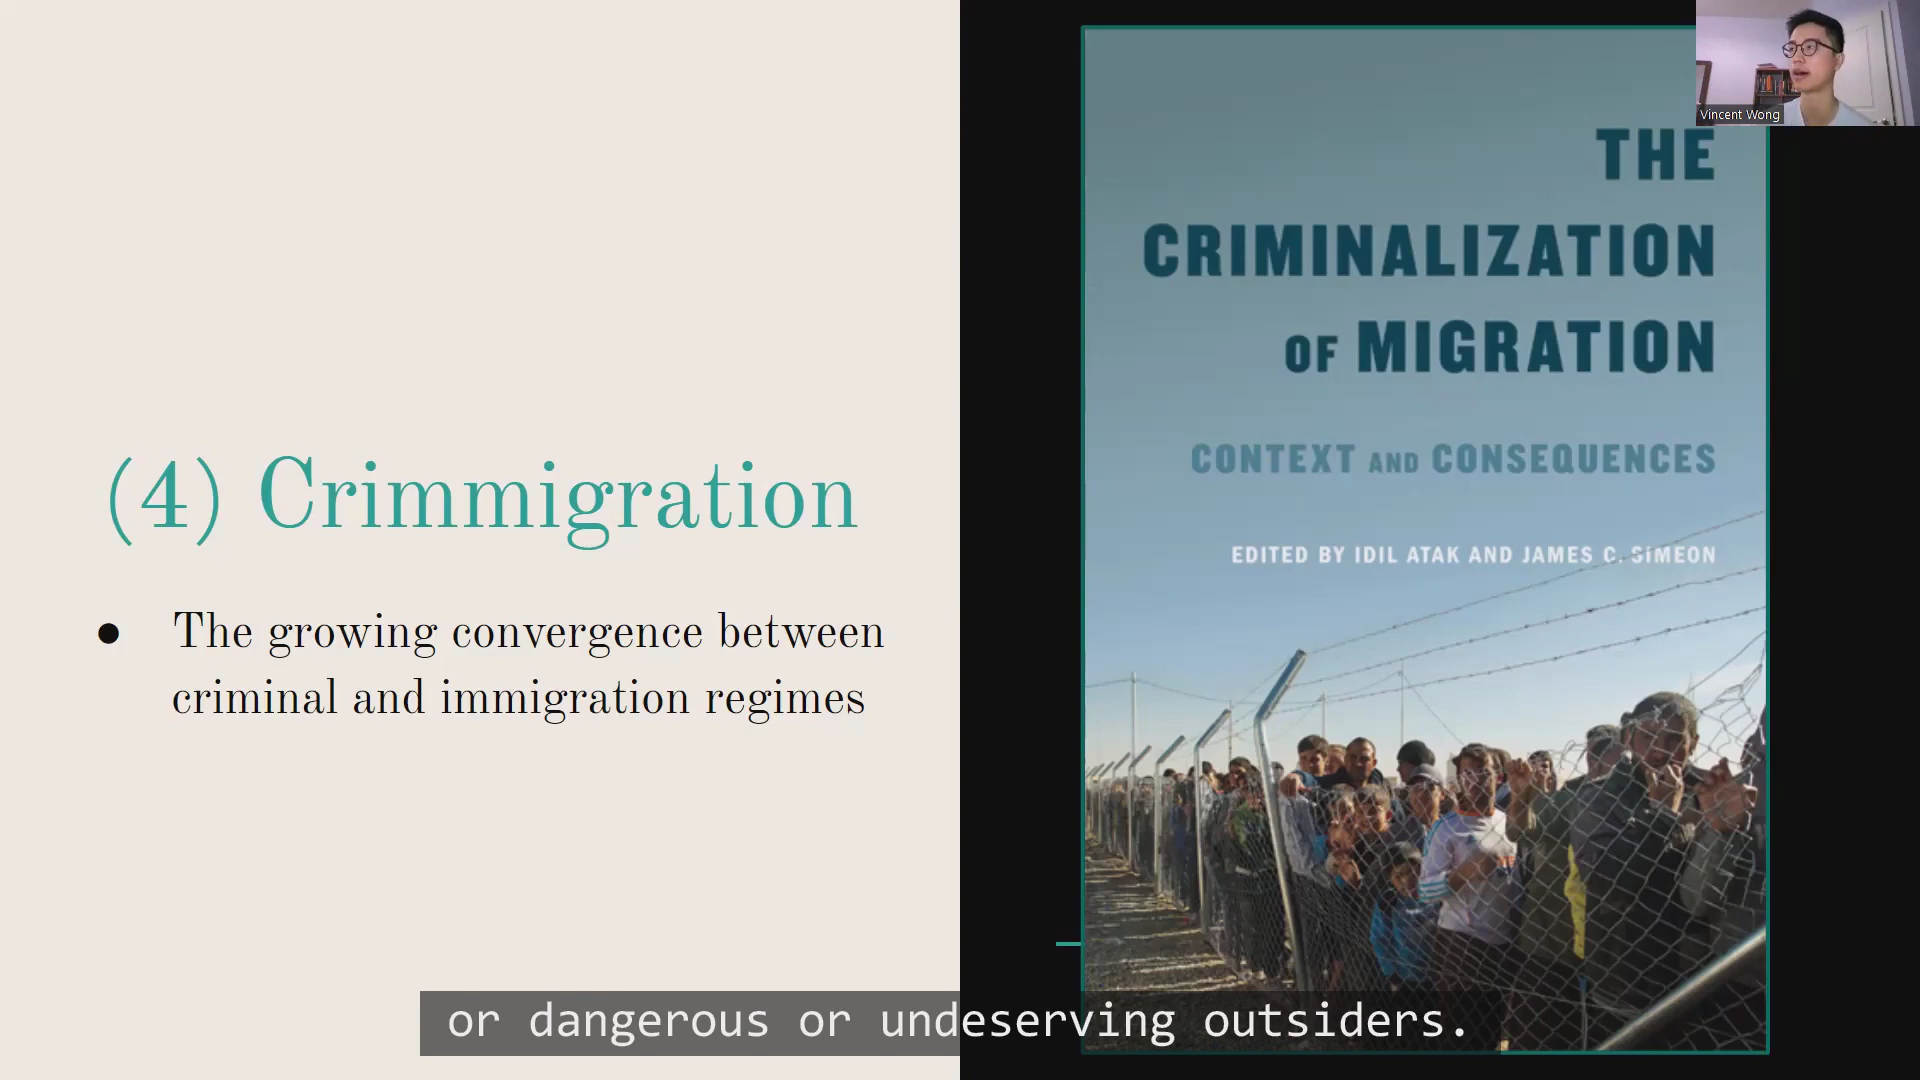 (4) Crimmigration
● The growing convergence between
criminal and immigration regimes
THE
CRIMINALIZATION
OF MIGRATION
CONTEXT AND CONSEQUENCES
EDITED BY IDIL ATAK AND JAMES C. SIMEON
Vincent Wong
or dangerous or undeserving outsiders.